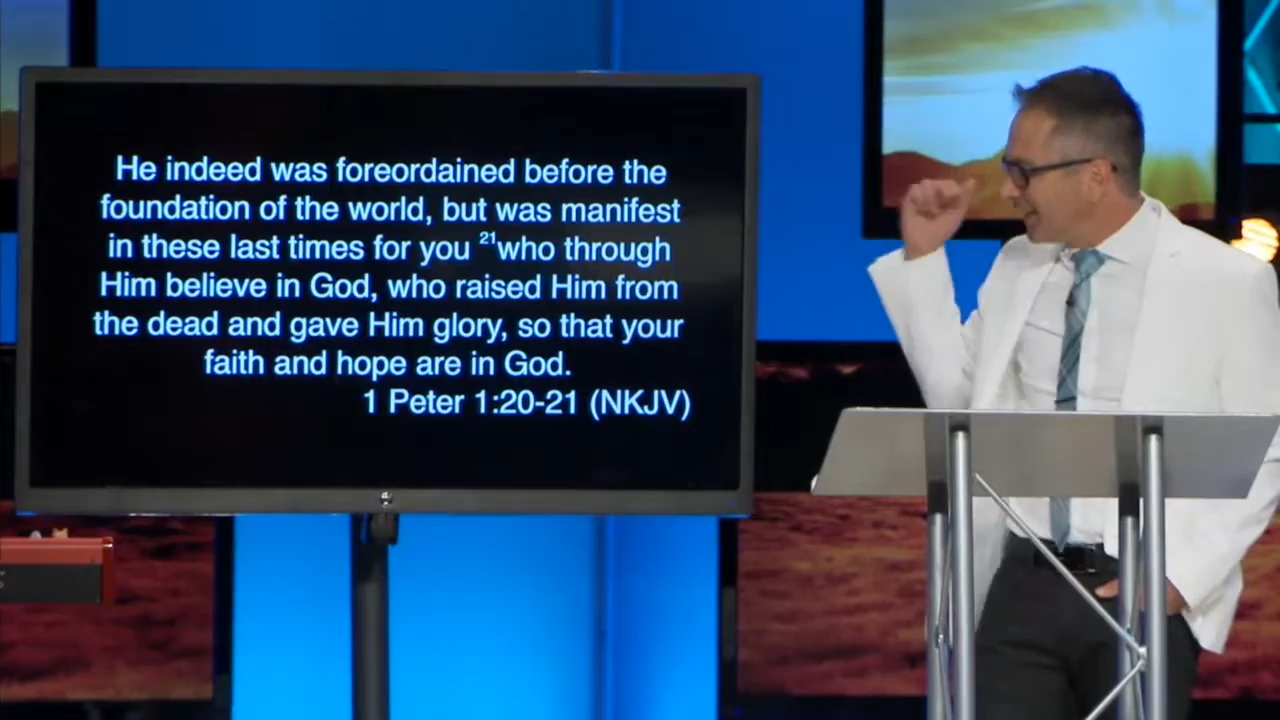 He indeed was foreordained before the
foundation of the world, but was manifest
in these last times for you 21who through
Him believe in God, who raised Him from
the dead and gave Him glory, so that your
faith and hope are in God.
1 Peter 1:20-21 (NKJV)